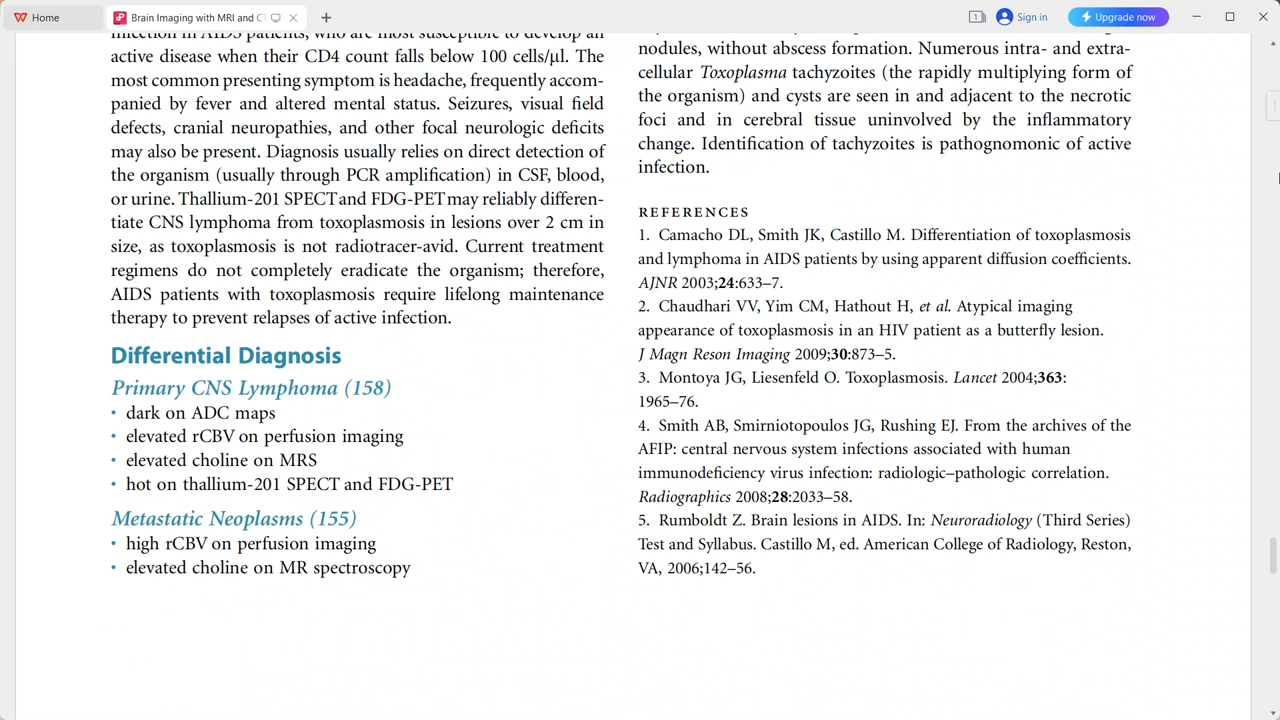 Home
Brain Imaging with MRI and C
Sign in
Upgrade now
infection in AIDS patients, who are most susceptible to develop an
active disease when their CD4 count falls below 100 cells/μl. The
most common presenting symptom is headache, frequently accom-
panied by fever and altered mental status. Seizures, visual field
defects, cranial neuropathies, and other focal neurologic deficits
may also be present. Diagnosis usually relies on direct detection of
the organism (usually through PCR amplification) in CSF, blood,
or urine. Thallium-201 SPECT and FDG-PET may reliably differen-
tiate CNS lymphoma from toxoplasmosis in lesions over 2 cm in
size, as toxoplasmosis is not radiotracer-avid. Current treatment
regimens do not completely eradicate the organism; therefore,
AIDS patients with toxoplasmosis require lifelong maintenance
therapy to prevent relapses of active infection.
Differential Diagnosis
Primary CNS Lymphoma (158)
• dark on ADC maps
• elevated rCBV on perfusion imaging
• elevated choline on MRS
• hot on thallium-201 SPECT and FDG-PET
Metastatic Neoplasms (155)
• high rCBV on perfusion imaging
• elevated choline on MR spectroscopy
nodules, without abscess formation. Numerous intra- and extra-
cellular Toxoplasma tachyzoites (the rapidly multiplying form of
the organism) and cysts are seen in and adjacent to the necrotic
foci and in cerebral tissue uninvolved by the inflammatory
change. Identification of tachyzoites is pathognomonic of active
infection.
REFERENCES
1. Camacho DL, Smith JK, Castillo M. Differentiation of toxoplasmosis
and lymphoma in AIDS patients by using apparent diffusion coefficients.
AJNR 2003;24:633–7.
2. Chaudhari VV, Yim CM, Hathout H, et al. Atypical imaging
appearance of toxoplasmosis in an HIV patient as a butterfly lesion.
J Magn Reson Imaging 2009;30:873–5.
3. Montoya JG, Liesenfeld O. Toxoplasmosis. Lancet 2004;363:
1965–76.
4. Smith AB, Smirniotopoulos JG, Rushing EJ. From the archives of the
AFIP: central nervous system infections associated with human
immunodeficiency virus infection: radiologic–pathologic correlation.
Radiographics 2008;28:2033–58.
5. Rumboldt Z. Brain lesions in AIDS. In: Neuroradiology (Third Series)
Test and Syllabus. Castillo M, ed. American College of Radiology, Reston,
VA, 2006;142–56.